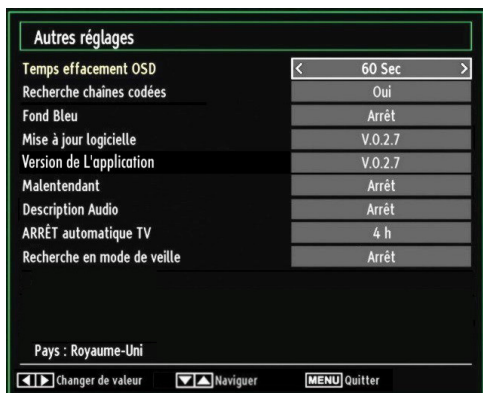 Autres réglages
Temps effacement OSD < 60 Sec >
Recherche chaînes codées Oui
Fond Bleu Arrêt
Mise à jour logicielle V.0.2.7
Version de L'application V.0.2.7
Malentendant Arrêt
Description Audio Arrêt
ARRÊT automatique TV 4 h
Recherche en mode de veille Arrêt
Pays : Royaume-Uni
Changer de valeur Naviguer MENU Quitter